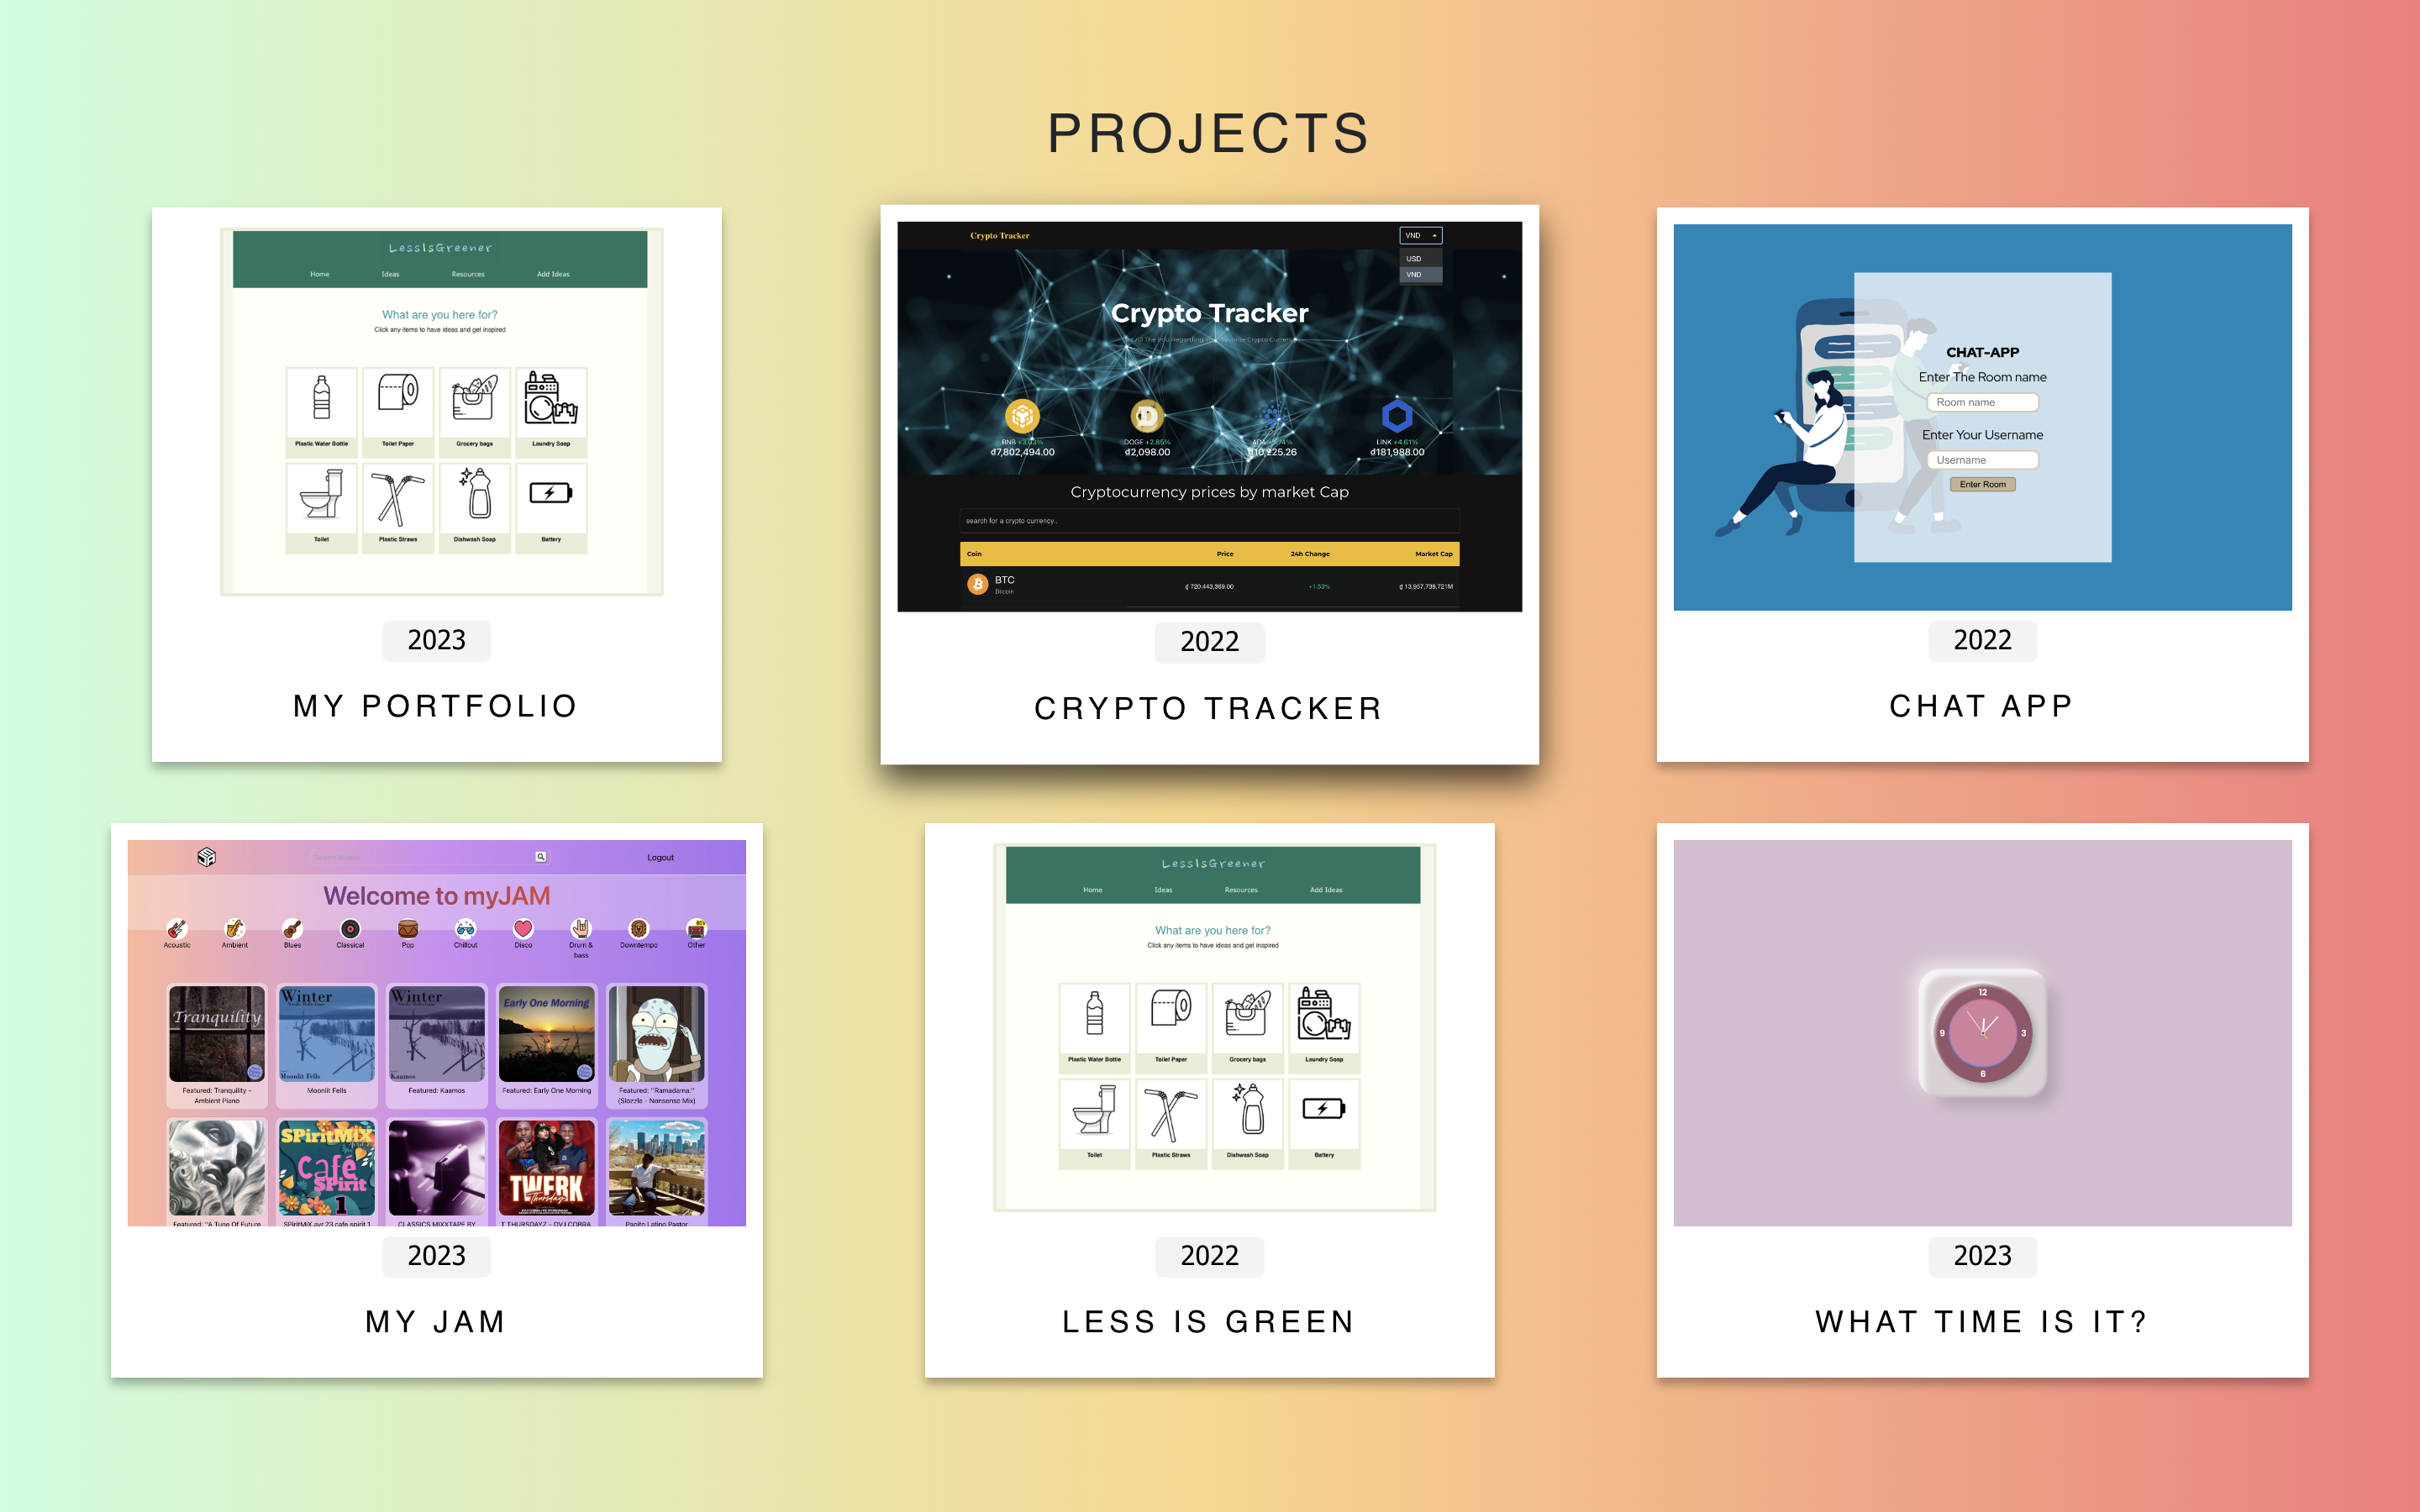 PROJECTS
LessIsGreener
Home Ideas Resources Add Ideas
What are you here for?
Click any items to have ideas and get inspired
Plastic Water Bottle Toilet Paper Grocery bags Laundry Soap
Toilet Plastic Straws Dishwash Soap Battery
2023
MY PORTFOLIO
Crypto Tracker VND
USD
VND
Crypto Tracker
Get All The Info Regarding Your Favorite Crypto Currency
BNB DOGE +2.85% ADA LINK +4.61%
₫7,802,494.00 ₫2,098.00 ₫10,225.26 ₫181,988.00
Cryptocurrency prices by market Cap
search for a crypto currency..
Coin Price 24h Change Market Cap
BTC
Bitcoin
₫ 720,443,369.00 +1.53% ₫ 13,957,738,721M
2022
CRYPTO TRACKER
CHAT-APP
Enter The Room name
Room name
Enter Your Username
Username
Enter Room
2022
CHAT APP
Logout
Welcome to myJAM
Acoustic Ambient Blues Classical Pop Chillout Disco Drum & Downtempo Other
bass
Tranquility Winter Winter Early One Morning
Moonlit Fells Kaamos
Featured: Tranquility - Moonlit Fells Featured: Kaamos Featured: Early One Morning Featured: "Ramadama."
Ambient Piano (Slozzle - Nonsense Mix)
SPiritMiX
Café
SPirit
1
TWERK
Thursday
Featured: "A Tune Of Future SPiritMiX.avr.23.cafe.spirit.1 CLASSICS MIXXTAPE BY T THURSDAYZ - DVJ COBRA Papito Latino Pastor
2023
MY JAM
LessIsGreener
Home Ideas Resources Add Ideas
What are you here for?
Click any items to have ideas and get inspired
Plastic Water Bottle Toilet Paper Grocery bags Laundry Soap
Toilet Plastic Straws Dishwash Soap Battery
2022
LESS IS GREEN
12
9 3
6
2023
WHAT TIME IS IT?